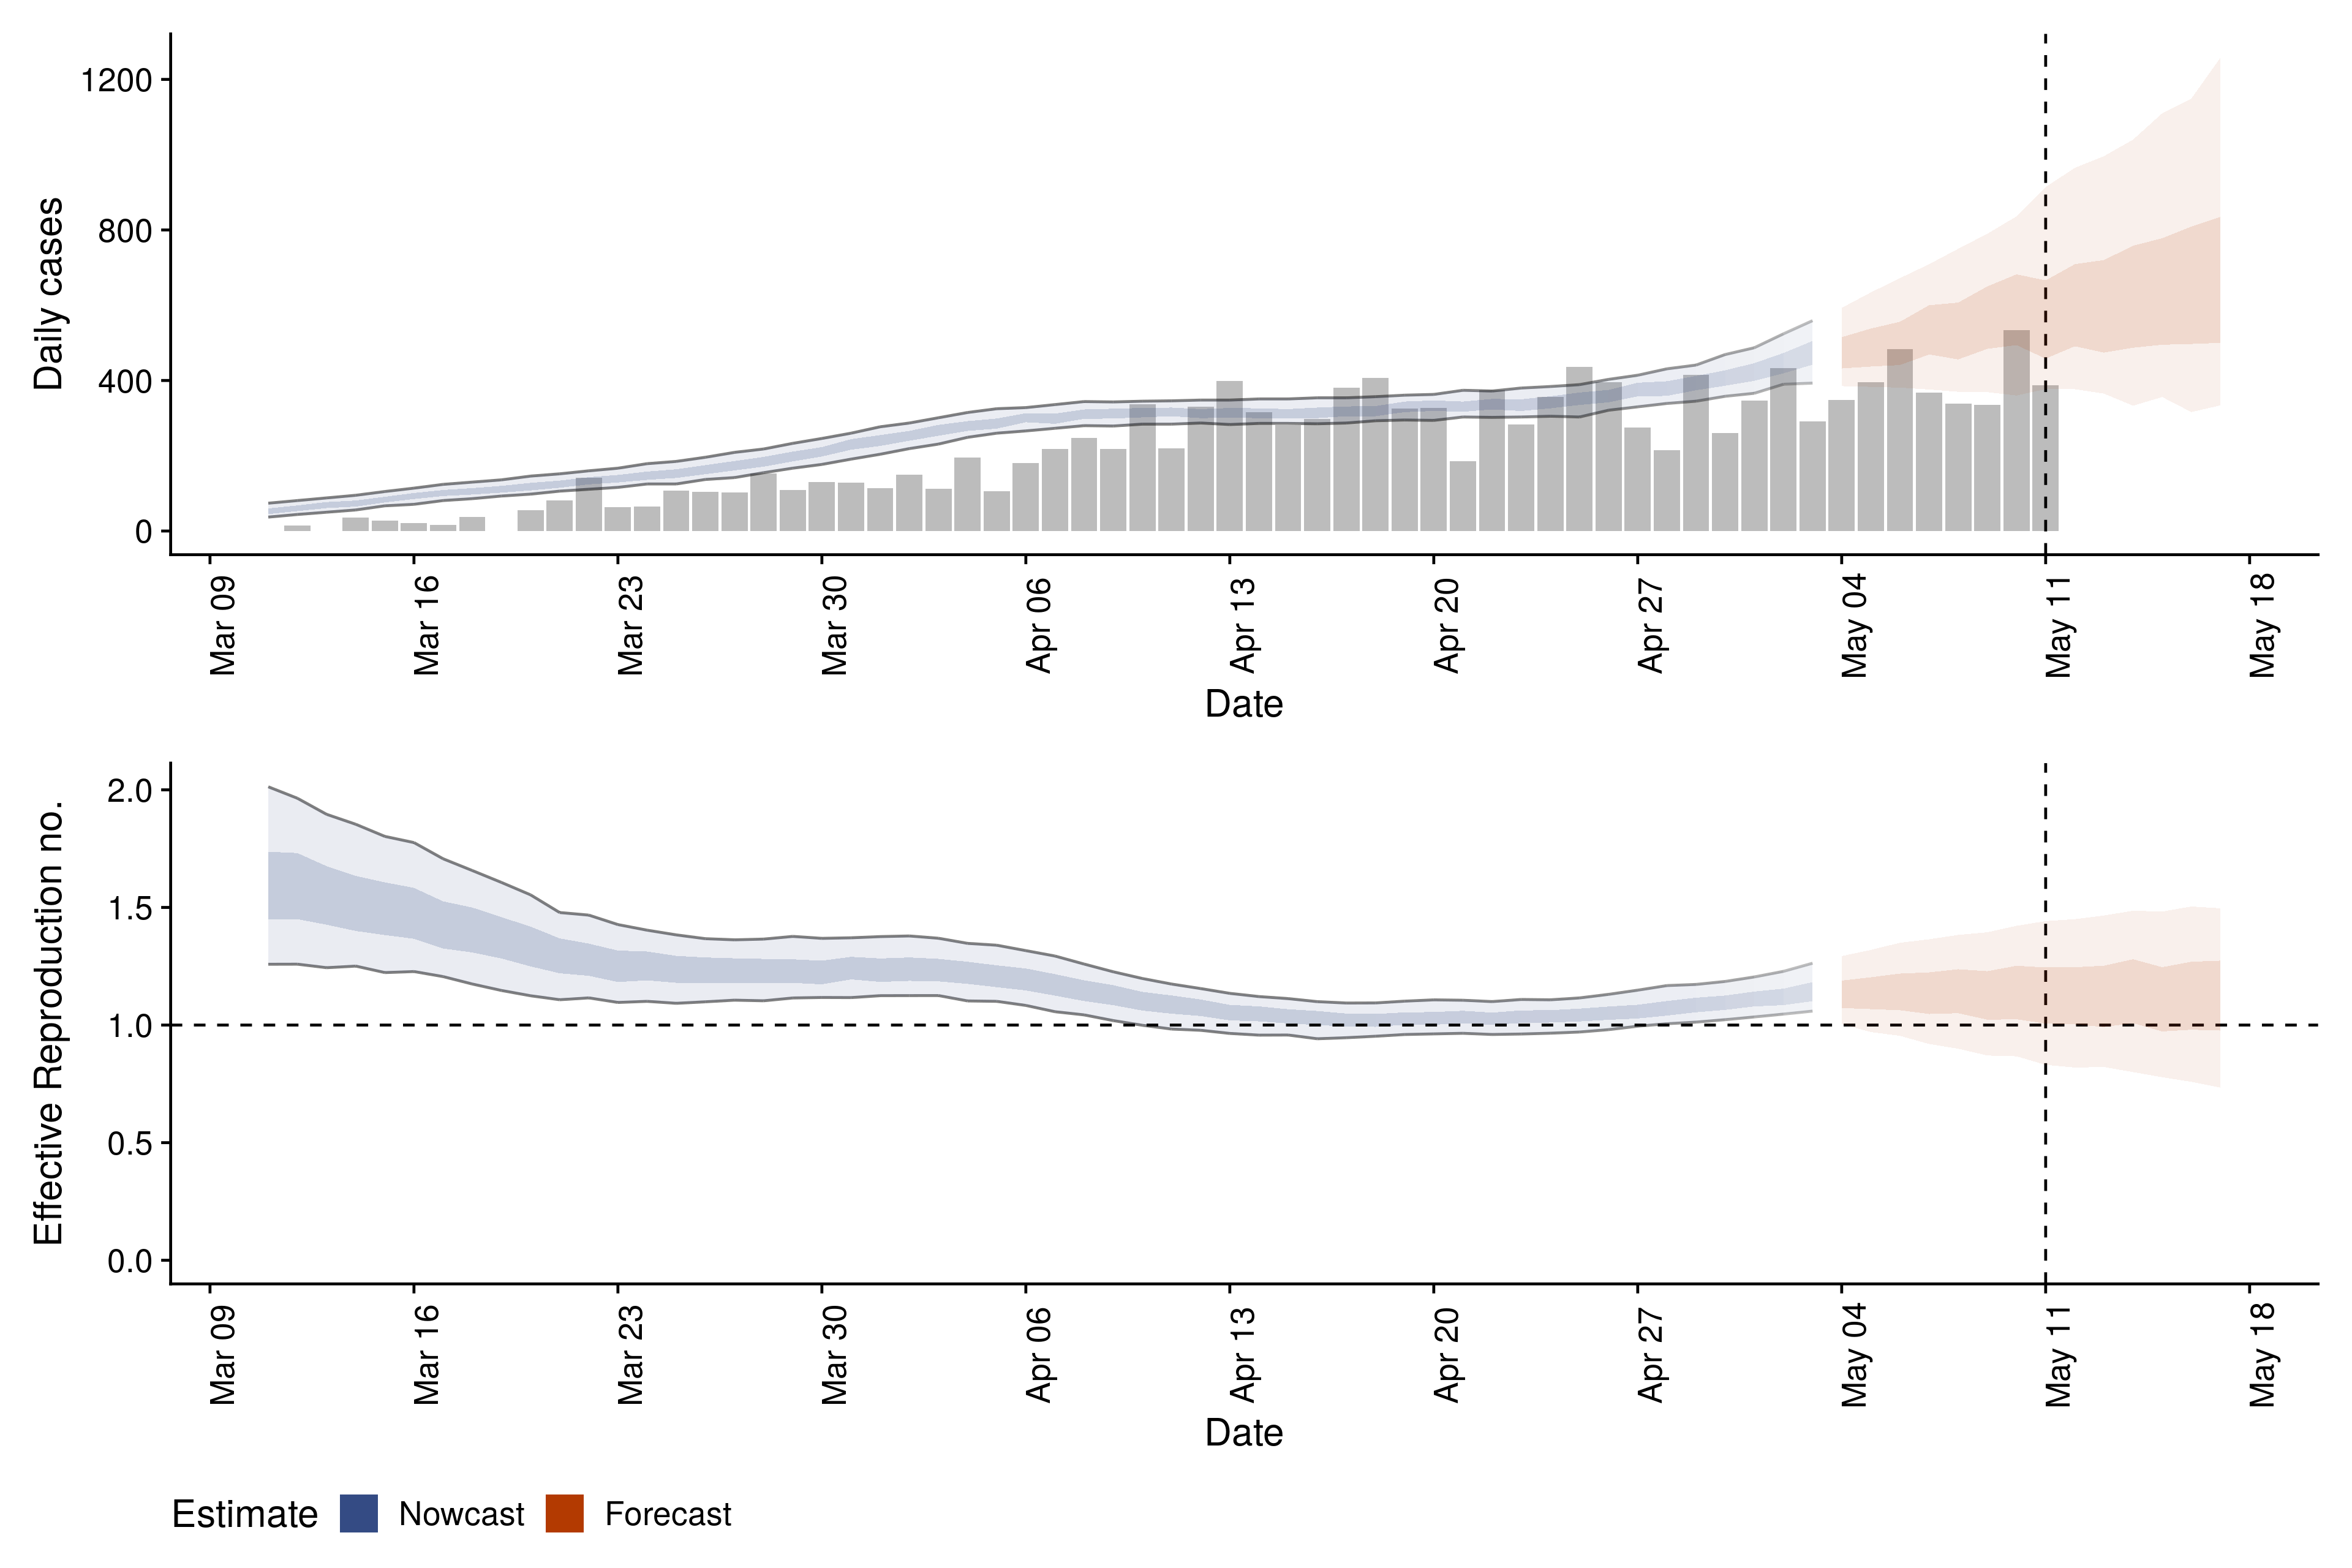 1200
800
400
0
Daily cases
Mar 09
Mar 16
Mar 23
Mar 30
Apr 06
Apr 13
Apr 20
Apr 27
May 04
May 11
May 18
Date
2.0
1.5
1.0
0.5
0.0
Effective Reproduction no.
Mar 09
Mar 16
Mar 23
Mar 30
Apr 06
Apr 13
Apr 20
Apr 27
May 04
May 11
May 18
Date
Estimate Nowcast Forecast